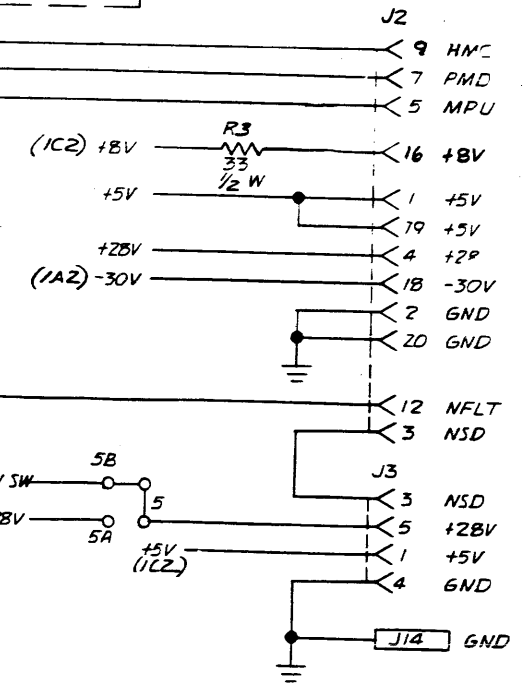 J2
9 HMC
7 PMD
5 MPU
R3
(1C2) +8V 16 +8V
33
1/2 W
+5V 1 +5V
19 +5V
+28V 4
(1A2) -30V 18 -30V
2 GND
20 GND
12 NFLT
3 NSD
5B J3
SW 3 NSD
5
8V 5 +28V
5A
+5V 1 +5V
(1C2)
4 GND
J14 GND